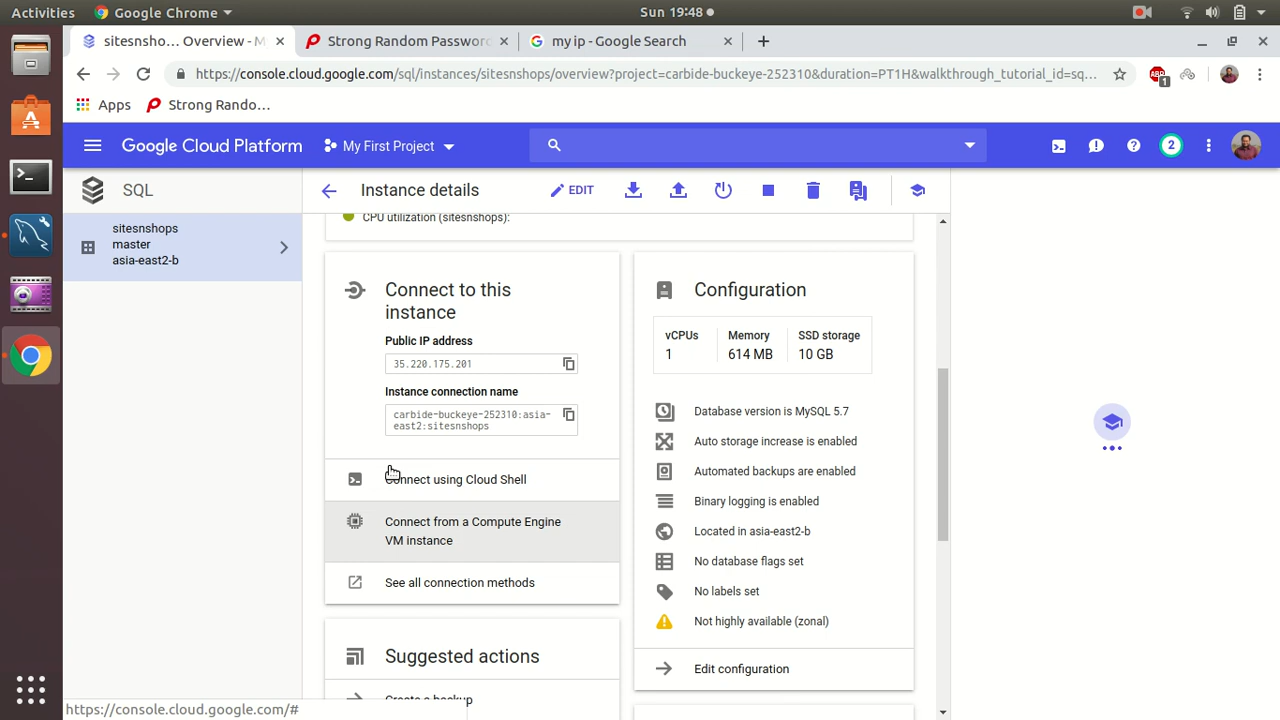 Activities
Google Chrome
Sun 19:48
sitesnsho… Overview - M
Strong Random Password
my ip - Google Search
https://console.cloud.google.com/sql/instances/sitesnshops/overview?project=carbide-buckeye-252310&duration=PT1H&walkthrough_tutorial_id=sq…
1
Apps
Strong Rando…
Google Cloud Platform
My First Project
2
SQL
Instance details
EDIT
sitesnshops
master
asia-east2-b
CPU utilization (sitesnshops):
Connect to this
instance
Public IP address
35.220.175.201
Instance connection name
carbide-buckeye-252310:asia-
east2:sitesnshops
Connect using Cloud Shell
Connect from a Compute Engine
VM instance
See all connection methods
Suggested actions
Create a backup
Configuration
vCPUs
1
Memory
614 MB
SSD storage
10 GB
Database version is MySQL 5.7
Auto storage increase is enabled
Automated backups are enabled
Binary logging is enabled
Located in asia-east2-b
No database flags set
No labels set
Not highly available (zonal)
Edit configuration
https://console.cloud.google.com/#